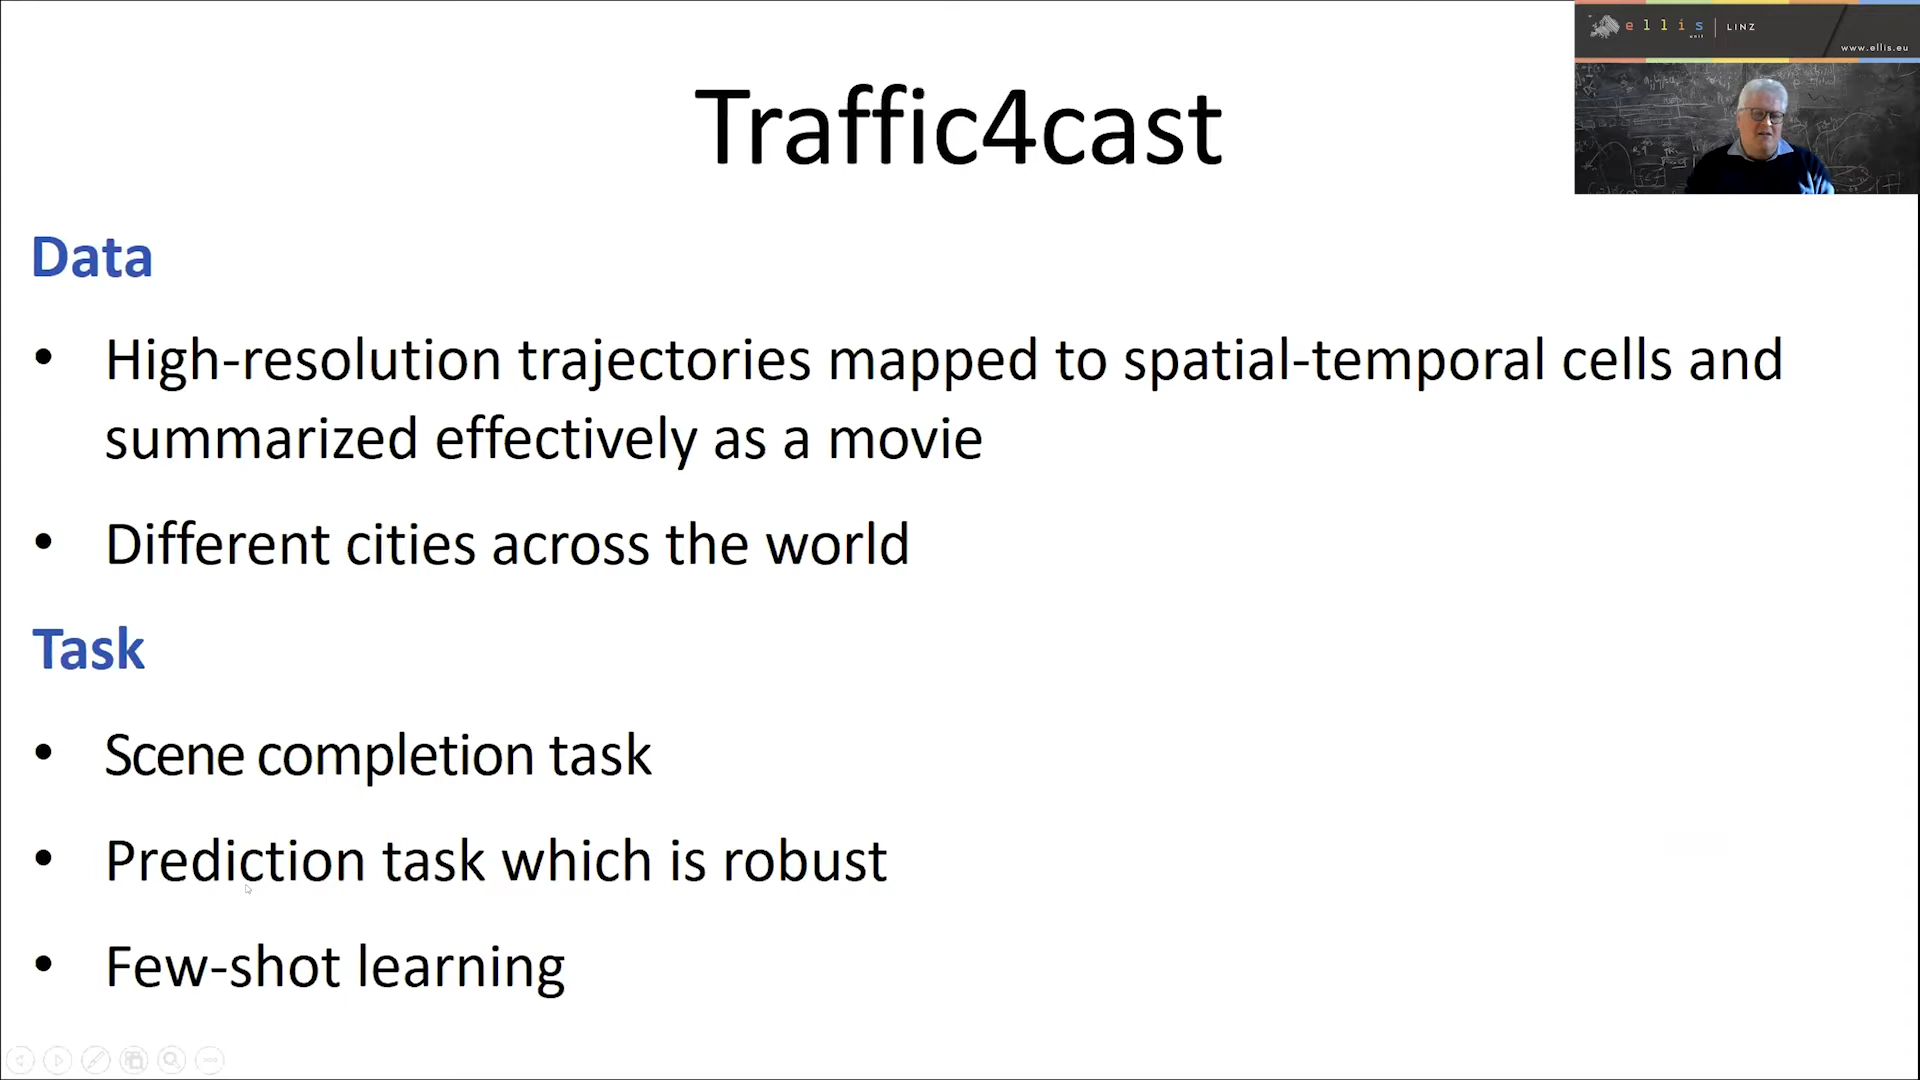 ellis
unit
LINZ
www.ellis.eu
Traffic4cast
Data
• High-resolution trajectories mapped to spatial-temporal cells and
summarized effectively as a movie
• Different cities across the world
Task
• Scene completion task
• Prediction task which is robust
• Few-shot learning